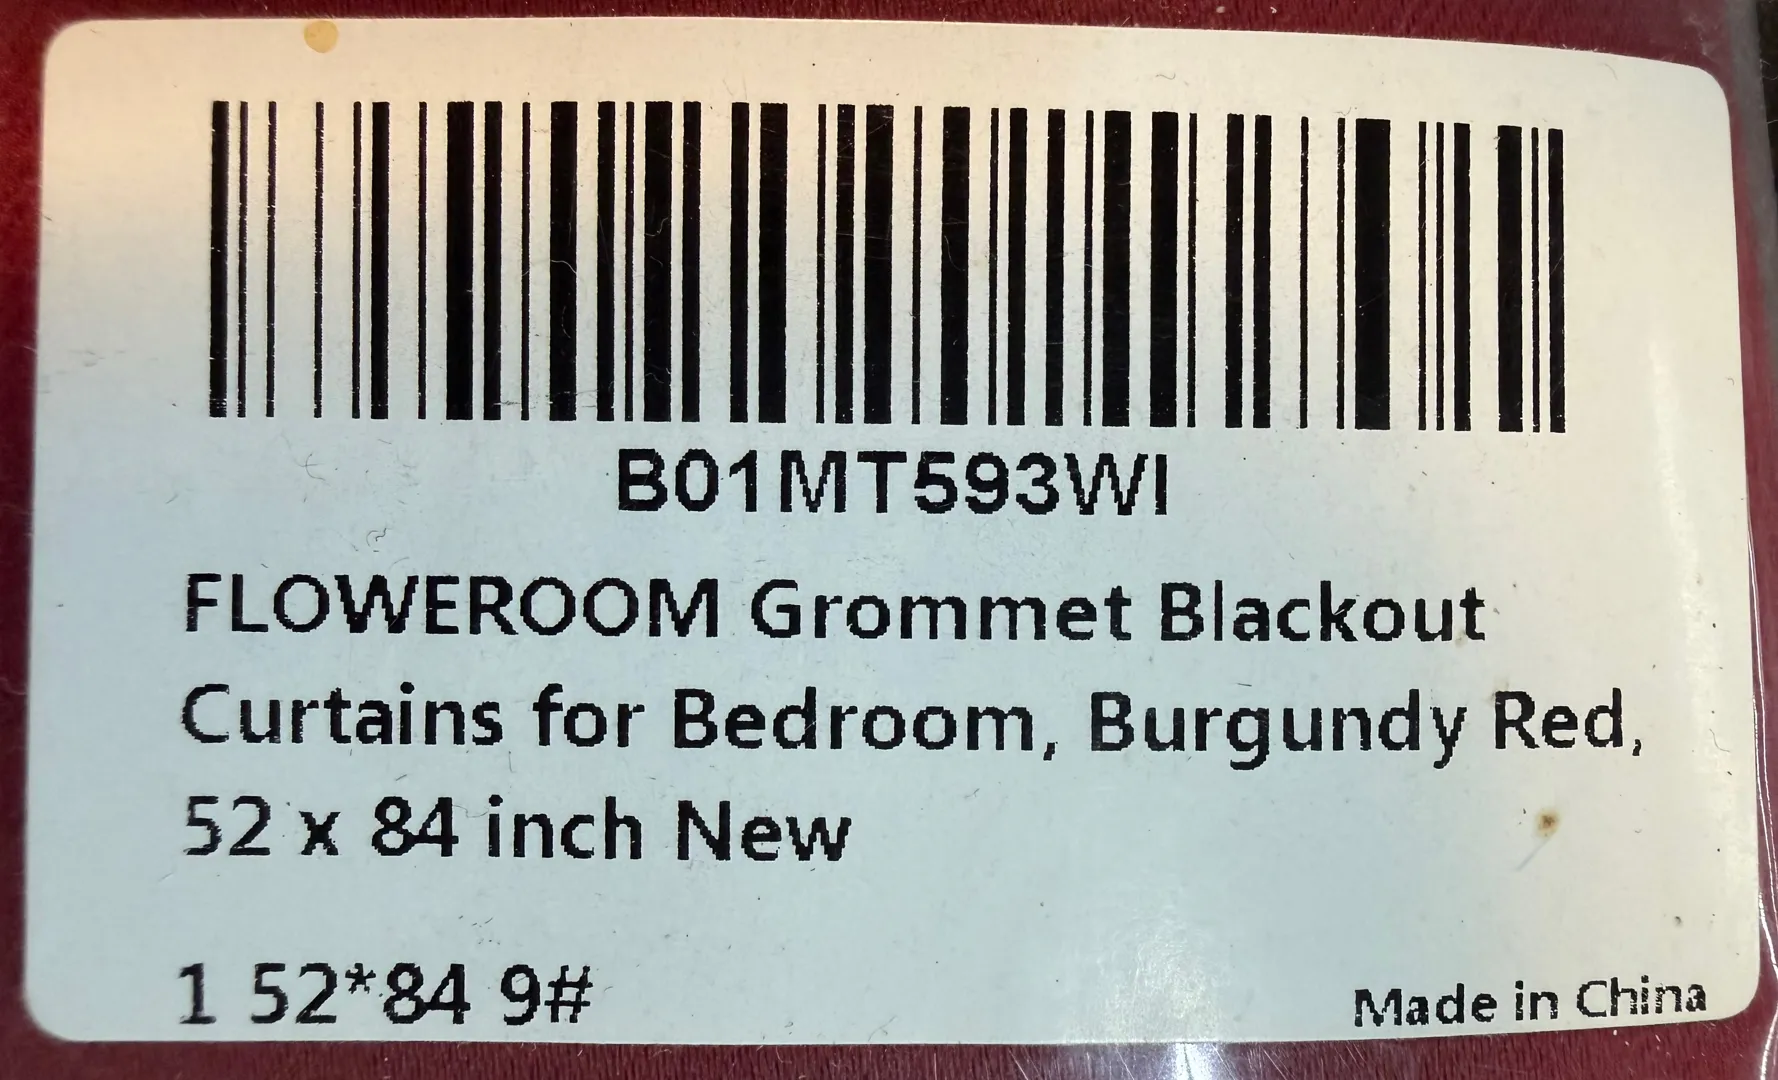 B01MT593WI
FLOWEROOM Grommet Blackout
Curtains for Bedroom, Burgundy Red,
52 x 84 inch New
1 52*84 9#
Made in China